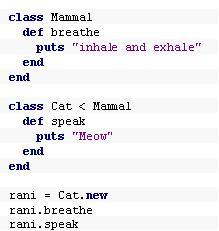 class Mammal
  def breathe
    puts "inhale and exhale"
  end
end

class Cat < Mammal
  def speak
    puts "Meow"
  end
end

rani = Cat.new
rani.breathe
rani.speak